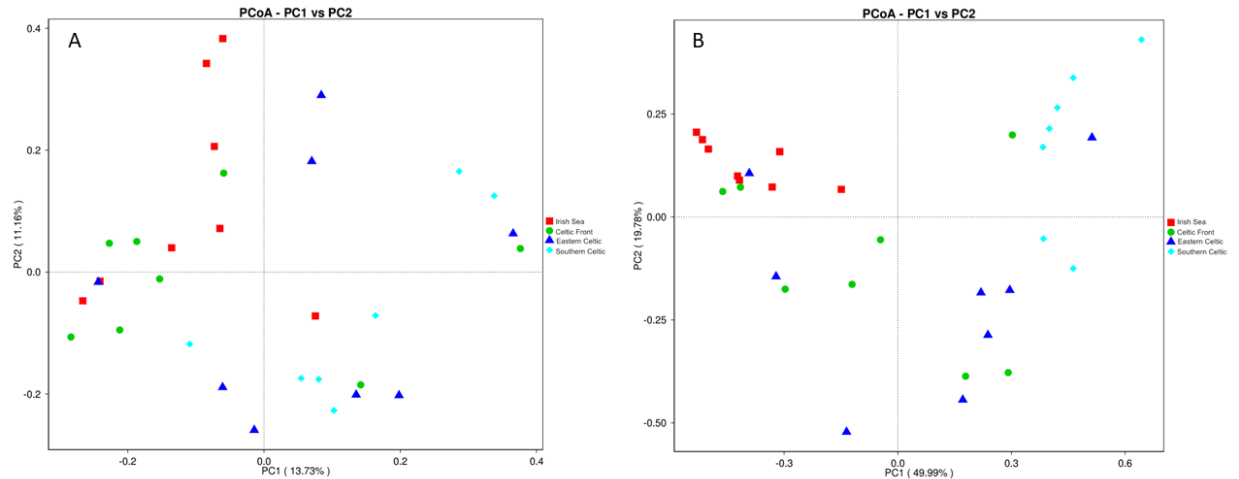 PCoA - PC1 vs PC2
A
0.4
0.2
0.0
-0.2
PC2 ( 11.16%)
-0.2
0.0
0.2
0.4
PC1 ( 13.73%)
Irish Sea
Celtic Front
Eastern Celtic
Southern Celtic
PCoA - PC1 vs PC2
B
0.25
0.00
-0.25
-0.50
PC2 ( 19.78%)
-0.3
0.0
0.3
0.6
PC1 ( 49.99%)
Irish Sea
Celtic Front
Eastern Celtic
Southern Celtic